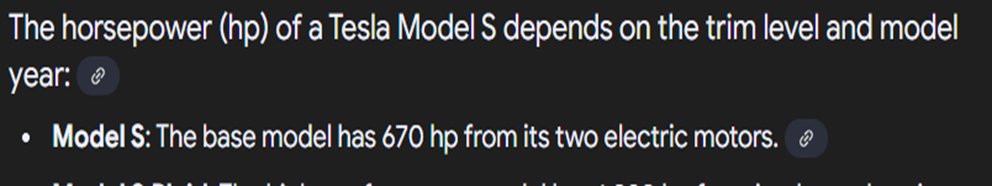 The horsepower (hp) of a Tesla Model S depends on the trim level and model
year:
• Model S: The base model has 670 hp from its two electric motors.